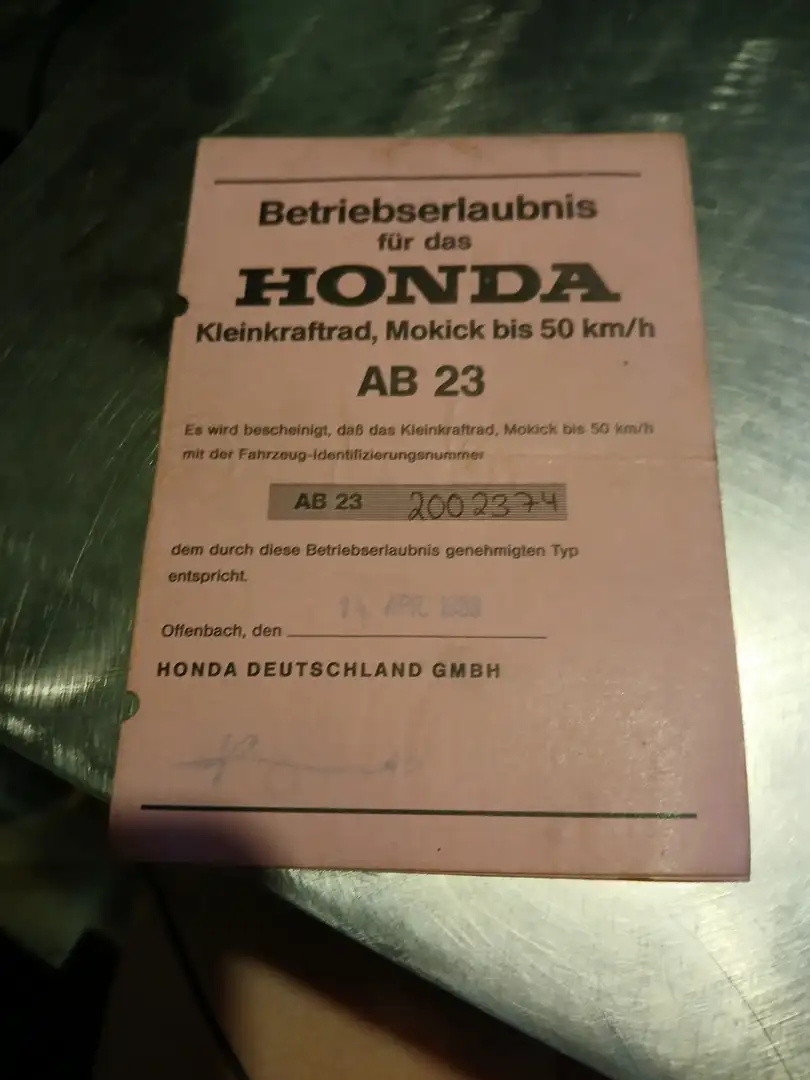 Betriebserlaubnis
für das
HONDA
Kleinkraftrad, Mokick bis 50 km/h
AB 23
Es wird bescheinigt, daß das Kleinkraftrad, Mokick bis 50 km/h
mit der Fahrzeug-Identifizierungsnummer
AB 23 2002374
dem durch diese Betriebserlaubnis genehmigten Typ
entspricht.
APR.
Offenbach, den
HONDA DEUTSCHLAND GMBH